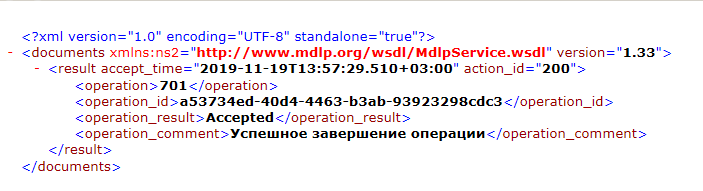 <?xml version="1.0" encoding="UTF-8" standalone="true"?>
- <documents xmlns:ns2="http://www.mdlp.org/wsdl/MdlpService.wsdl" version="1.33">
- <result accept_time="2019-11-19T13:57:29.510+03:00" action_id="200">
<operation>701</operation>
<operation_id>a53734ed-40d4-4463-b3ab-93923298cdc3</operation_id>
<operation_result>Accepted</operation_result>
<operation_comment>Успешное завершение операции</operation_comment>
</result>
</documents>